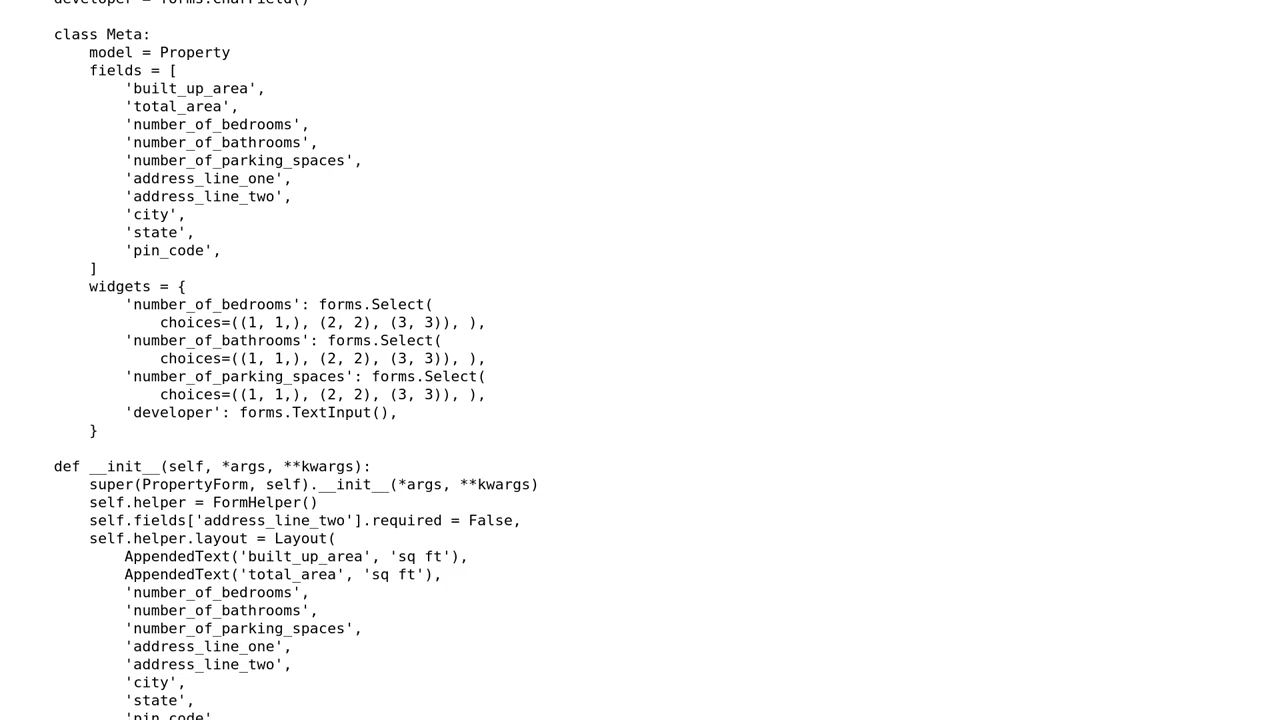 developer = forms.CharField()
class Meta:
model = Property
fields = [
'built_up_area',
'total_area',
'number_of_bedrooms',
'number_of_bathrooms',
'number_of_parking_spaces',
'address_line_one',
'address_line_two',
'city',
'state',
'pin_code',
]
widgets = {
'number_of_bedrooms': forms.Select(
choices=((1, 1,), (2, 2), (3, 3)), ),
'number_of_bathrooms': forms.Select(
choices=((1, 1,), (2, 2), (3, 3)), ),
'number_of_parking_spaces': forms.Select(
choices=((1, 1,), (2, 2), (3, 3)), ),
'developer': forms.TextInput(),
}
def __init__(self, *args, **kwargs):
super(PropertyForm, self).__init__(*args, **kwargs)
self.helper = FormHelper()
self.fields['address_line_two'].required = False,
self.helper.layout = Layout(
AppendedText('built_up_area', 'sq ft'),
AppendedText('total_area', 'sq ft'),
'number_of_bedrooms',
'number_of_bathrooms',
'number_of_parking_spaces',
'address_line_one',
'address_line_two',
'city',
'state',
'pin_code',